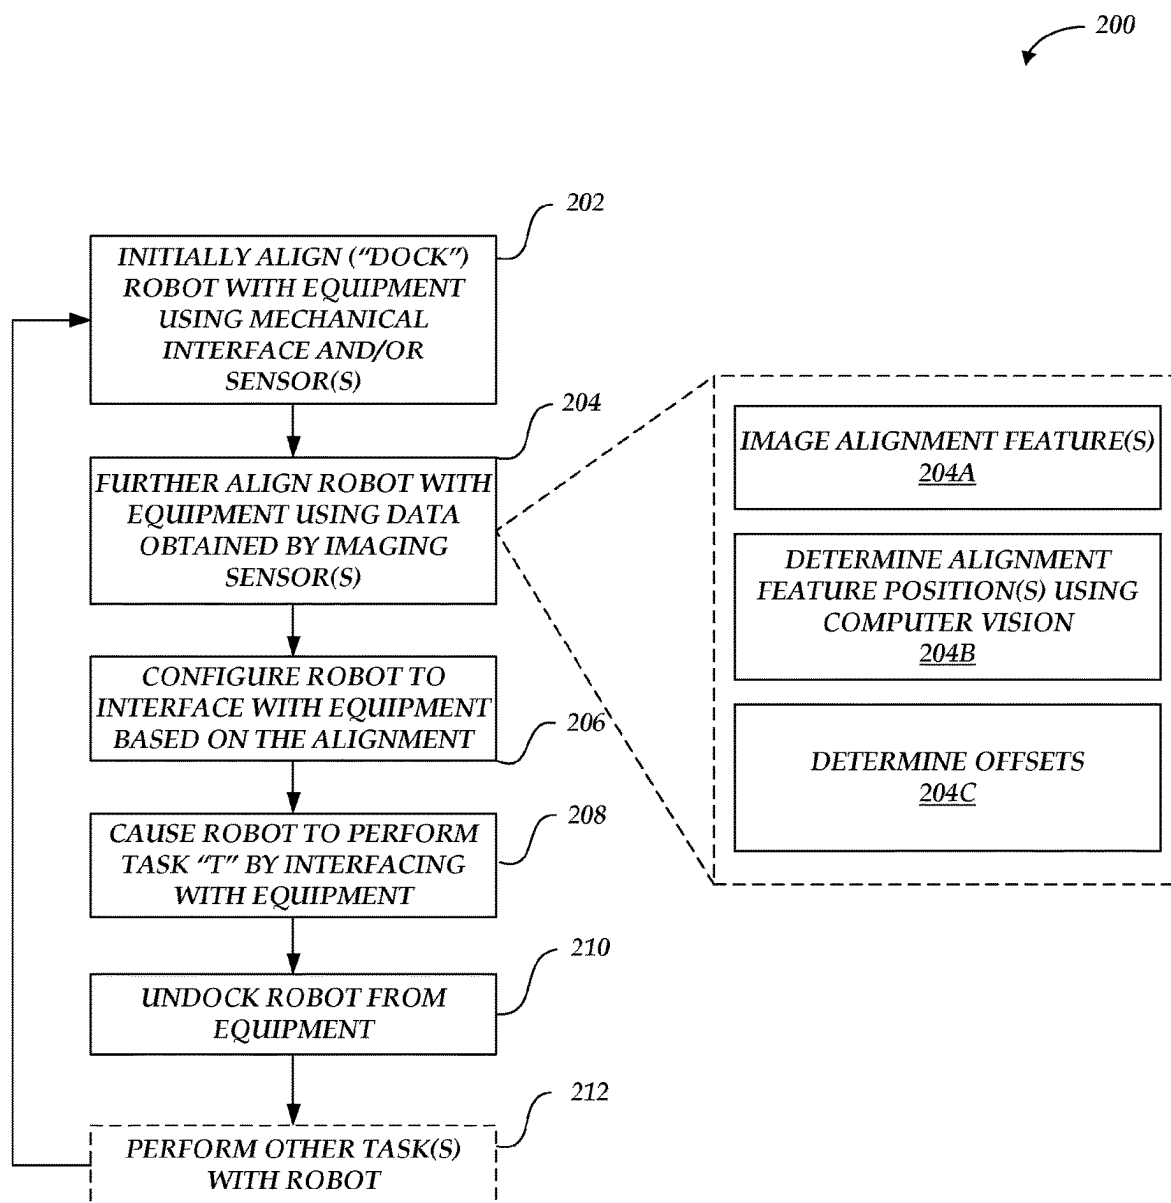 200
202
INITIALLY ALIGN (“DOCK”)
ROBOT WITH EQUIPMENT
USING MECHANICAL
INTERFACE AND/OR
SENSOR(S)
204
FURTHER ALIGN ROBOT WITH
EQUIPMENT USING DATA
OBTAINED BY IMAGING
SENSOR(S)
IMAGE ALIGNMENT FEATURE(S)
204A
DETERMINE ALIGNMENT
FEATURE POSITION(S) USING
COMPUTER VISION
204B
DETERMINE OFFSETS
204C
CONFIGURE ROBOT TO
INTERFACE WITH EQUIPMENT
BASED ON THE ALIGNMENT
206
208
CAUSE ROBOT TO PERFORM
TASK “T” BY INTERFACING
WITH EQUIPMENT
210
UNDOCK ROBOT FROM
EQUIPMENT
212
PERFORM OTHER TASK(S)
WITH ROBOT